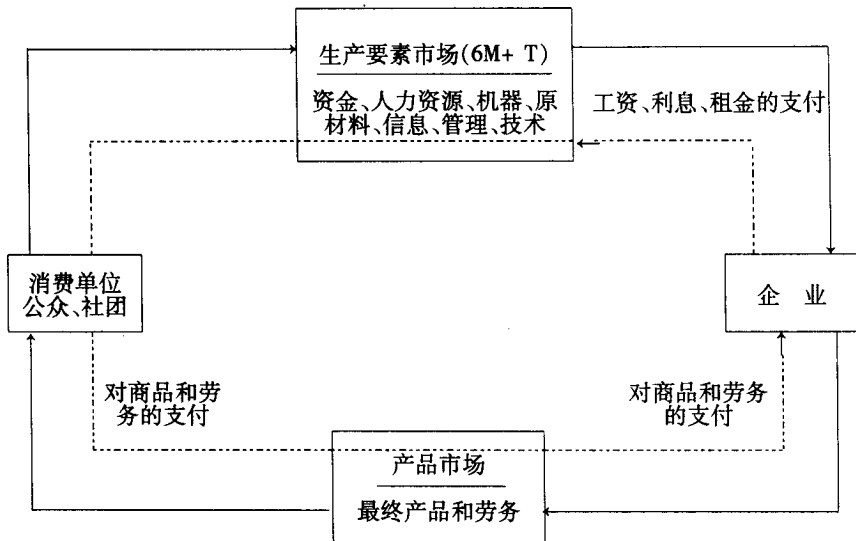 生产要素市场(6M+ T)
资金、人力资源、机器、原
材料、信息、管理、技术
工资、利息、租金的支付
消费单位
公众、社团
企 业
对商品和劳
务的支付
对商品和劳务
的支付
产品市场
最终产品和劳务